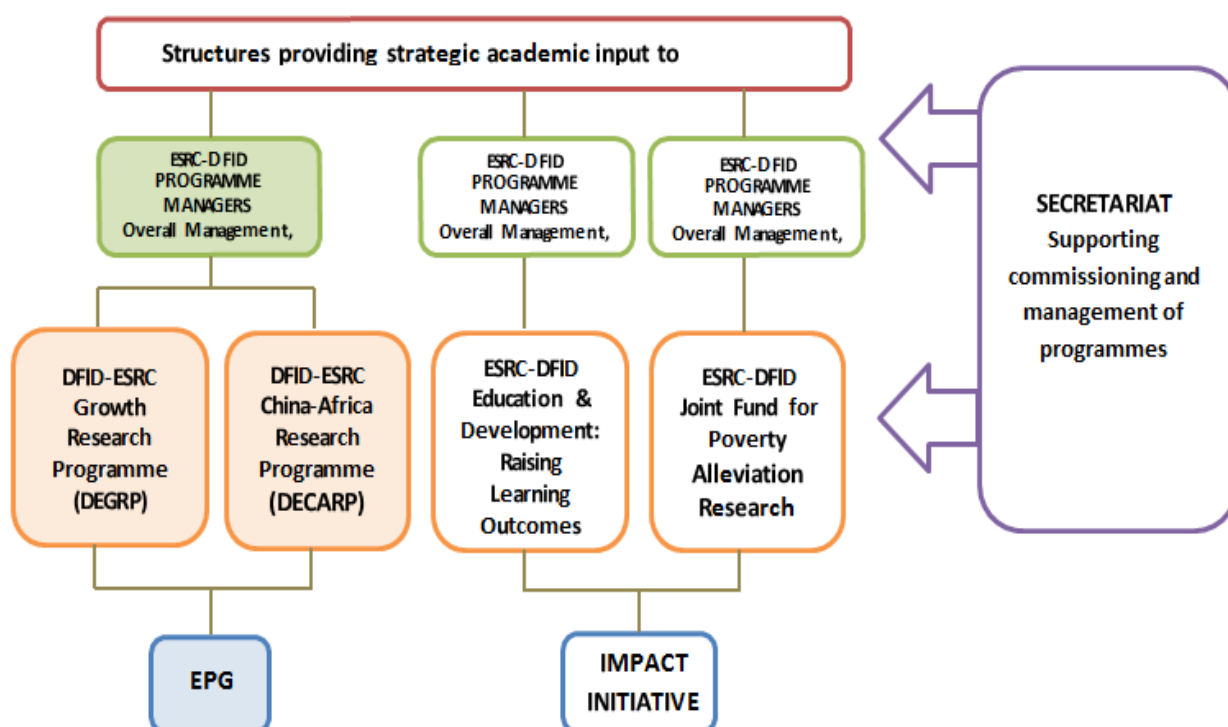 Structures providing strategic academic input to
ESRC-DFID
PROGRAMME
MANAGERS
Overall Management,
ESRC-DFID
PROGRAMME
MANAGERS
Overall Management,
ESRC-DFID
PROGRAMME
MANAGERS
Overall Management,
SECRETARIAT
Supporting
commissioning and
management of
programmes
DFID-ESRC
Growth
Research
Programme
(DEGRP)
DFID-ESRC
China-Africa
Research
Programme
(DECARP)
ESRC-DFID
Education &
Development:
Raising
Learning
Outcomes
ESRC-DFID
Joint Fund for
Poverty
Alleviation
Research
EPG
IMPACT
INITIATIVE